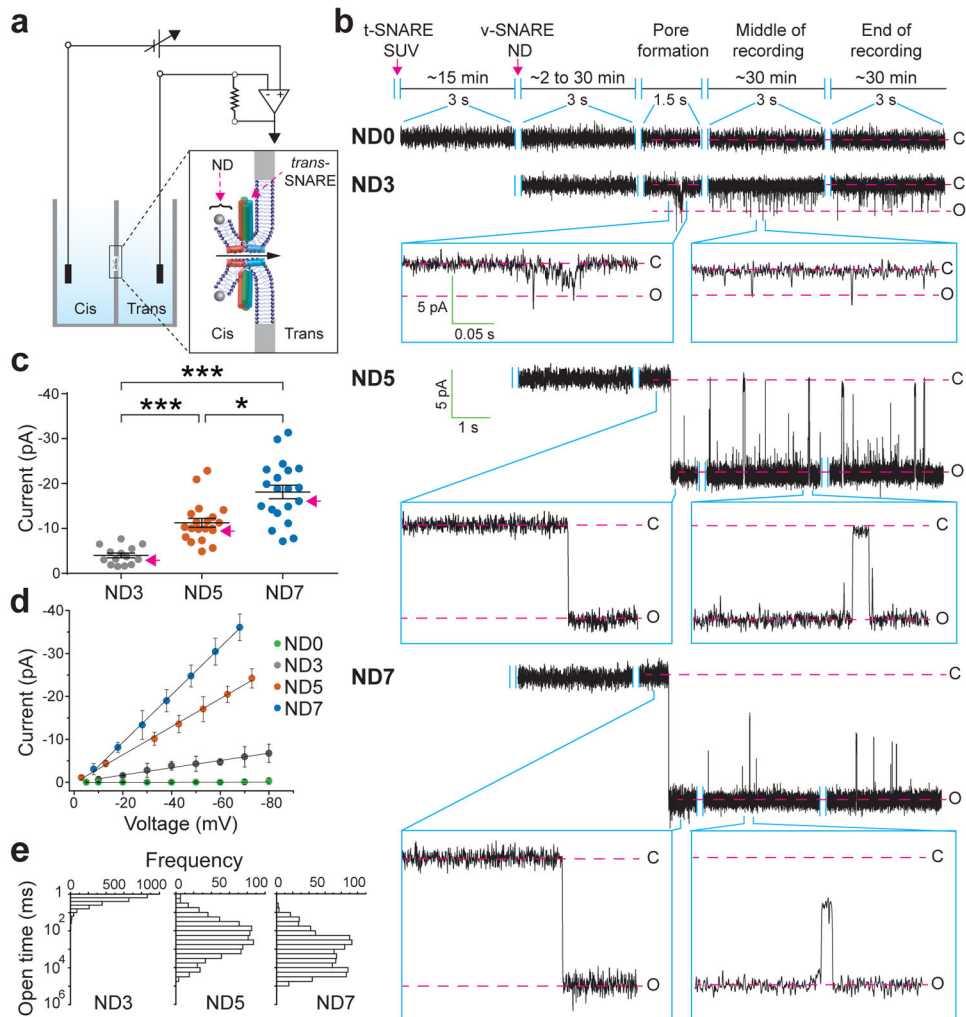 a
ND
trans-
SNARE
Cis
Trans
Cis
Trans
b
t-SNARE
SUV
v-SNARE
ND
Pore
formation
Middle of
recording
End of
recording
~15 min
~2 to 30 min
~30 min
~30 min
3 s
3 s
1.5 s
3 s
3 s
ND0
C
ND3
C
O
C
O
5 pA
0.05 s
C
O
ND5
5 pA
1 s
C
O
C
O
C
O
ND7
C
O
C
O
C
O
c
***
***
*
Current (pA)
-40
-30
-20
-10
0
ND3
ND5
ND7
d
Current (pA)
-40
-30
-20
-10
0
ND0
ND3
ND5
ND7
0
-20
-40
-60
-80
Voltage (mV)
e
Frequency
0
500
1000
0
50
100
0
50
100
Open time (ms)
1
10²
10⁴
10⁶
ND3
ND5
ND7